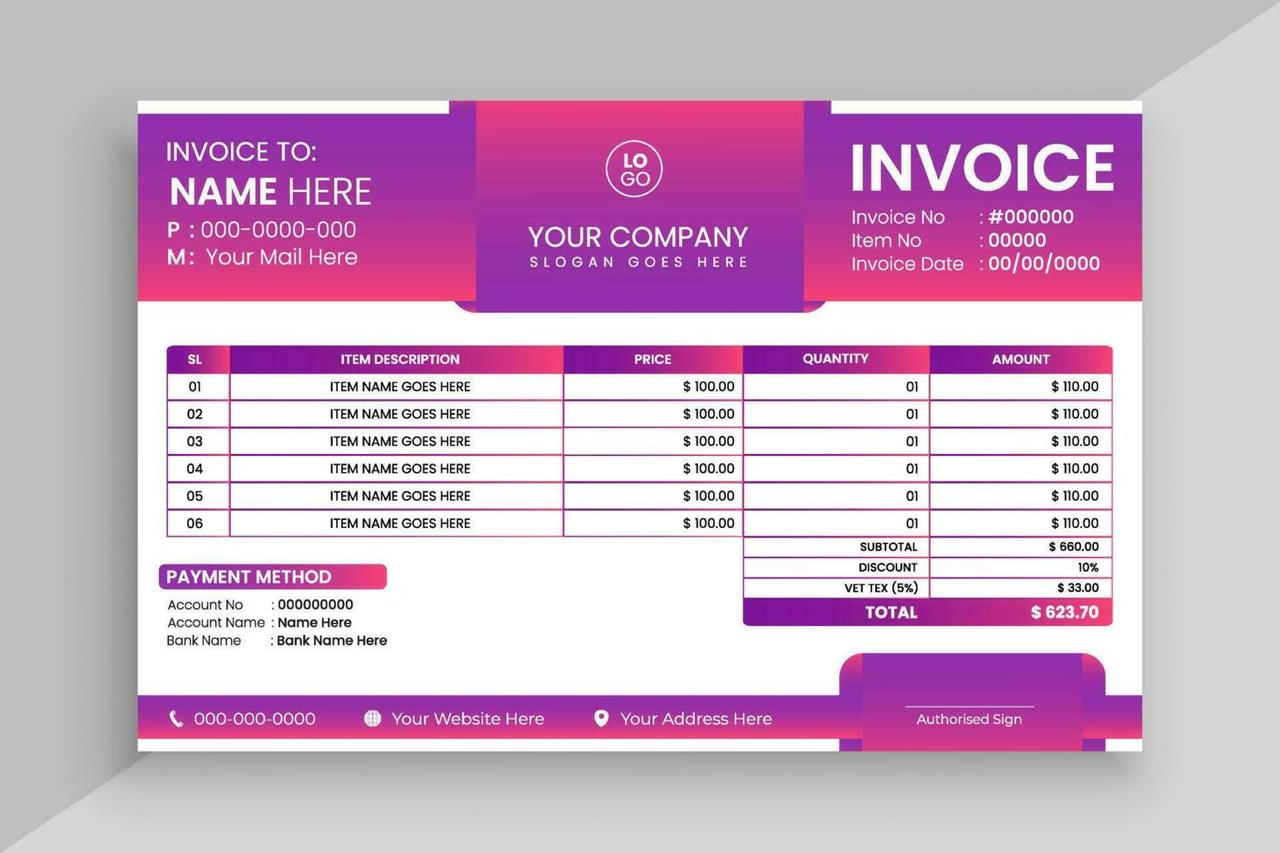 INVOICE TO:
NAME HERE
P : 000-0000-000
M : Your Mail Here
LO
GO
YOUR COMPANY
SLOGAN GOES HERE
INVOICE
Invoice No : #000000
Item No : 00000
Invoice Date : 00/00/0000
SL ITEM DESCRIPTION PRICE QUANTITY AMOUNT
01 ITEM NAME GOES HERE $ 100.00 01 $ 110.00
02 ITEM NAME GOES HERE $ 100.00 01 $ 110.00
03 ITEM NAME GOES HERE $ 100.00 01 $ 110.00
04 ITEM NAME GOES HERE $ 100.00 01 $ 110.00
05 ITEM NAME GOES HERE $ 100.00 01 $ 110.00
06 ITEM NAME GOES HERE $ 100.00 01 $ 110.00
SUBTOTAL $ 660.00
DISCOUNT 10%
VET TEX (5%) $ 33.00
TOTAL $ 623.70
PAYMENT METHOD
Account No : 000000000
Account Name : Name Here
Bank Name : Bank Name Here
000-000-0000 Your Website Here Your Address Here
Authorised Sign